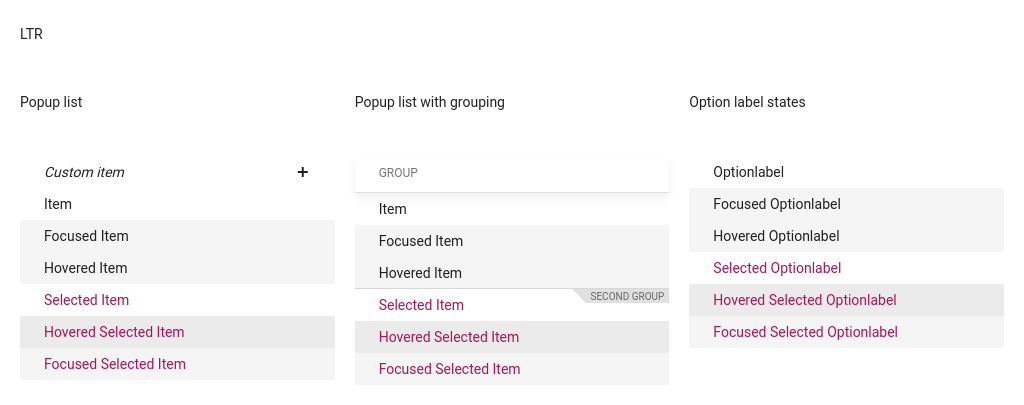 LTR
Popup list
Custom item +
Item
Focused Item
Hovered Item
Selected Item
Hovered Selected Item
Focused Selected Item
Popup list with grouping
GROUP
Item
Focused Item
Hovered Item
SECOND GROUP
Selected Item
Hovered Selected Item
Focused Selected Item
Option label states
Optionlabel
Focused Optionlabel
Hovered Optionlabel
Selected Optionlabel
Hovered Selected Optionlabel
Focused Selected Optionlabel